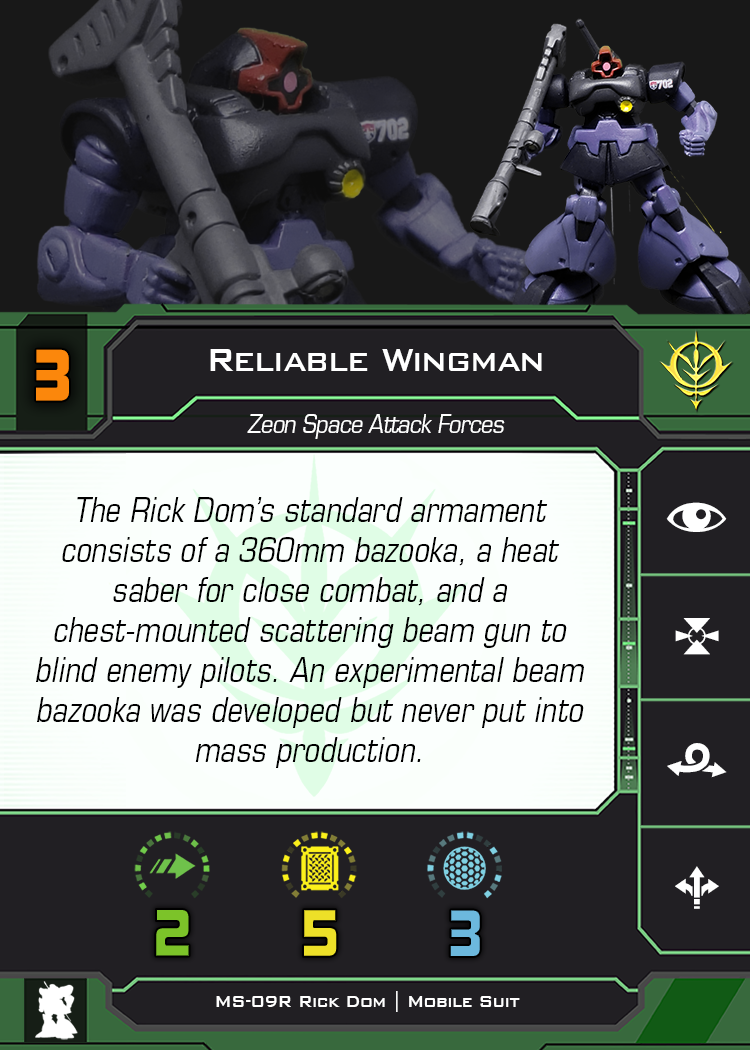 702
702
3
Reliable Wingman
Zeon Space Attack Forces
The Rick Dom's standard armament
consists of a 360mm bazooka, a heat
saber for close combat, and a
chest-mounted scattering beam gun to
blind enemy pilots. An experimental beam
bazooka was developed but never put into
mass production.
2 5 3
MS-09R Rick Dom | Mobile Suit